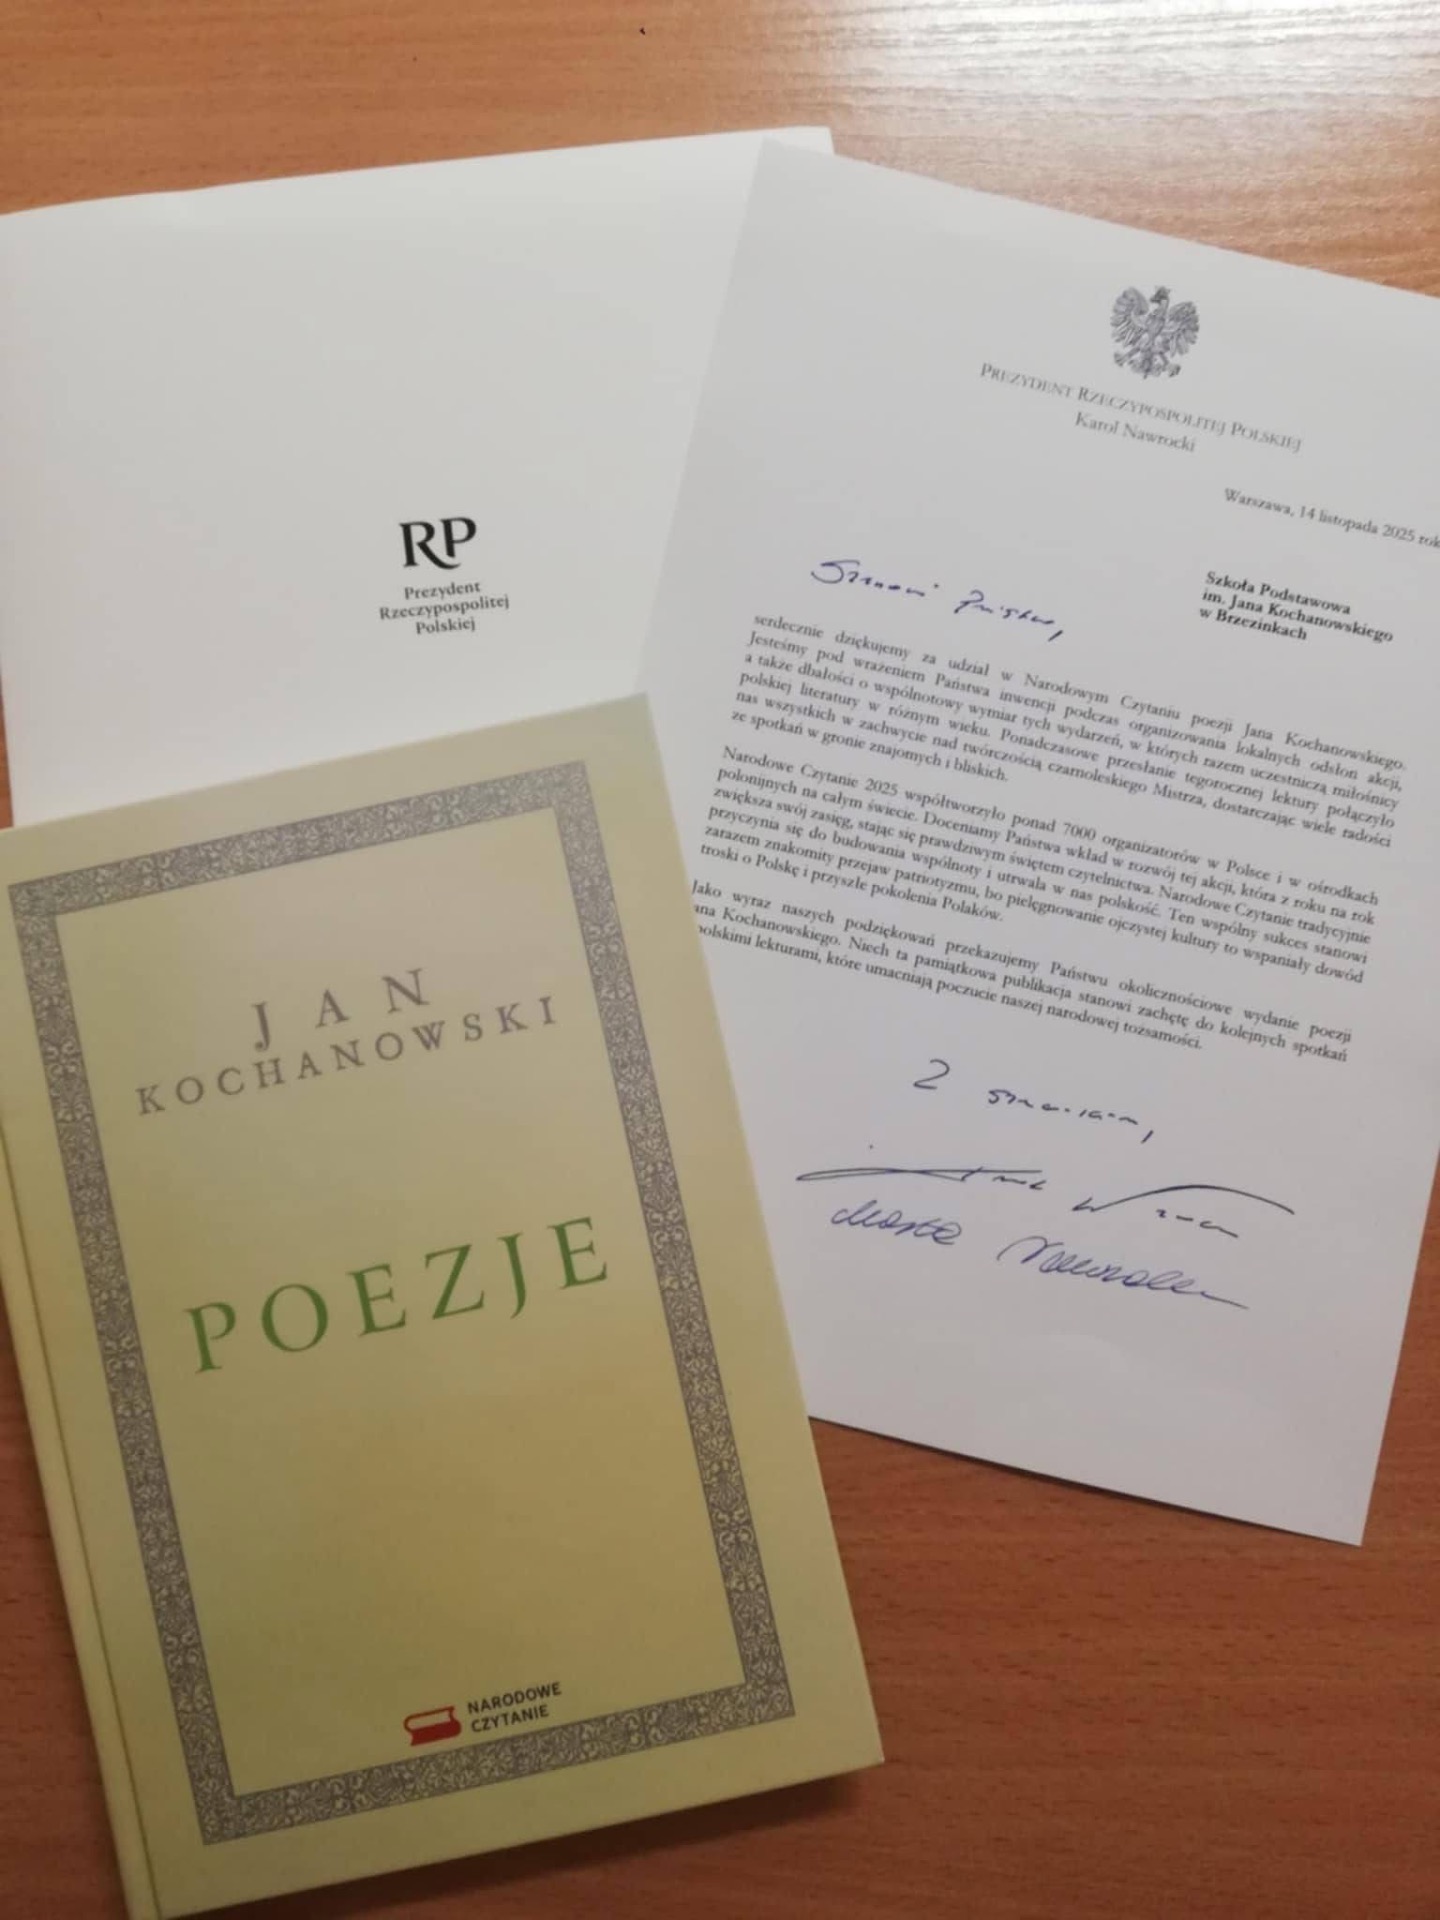 RP
Prezydent
Rzeczypospolitej
Polskiej
PREZYDENT RZECZYPOSPOLITEJ POLSKIEJ
Karol Nawrocki
Warszawa, 14 listopada 2025 rok
Szkoła Podstawowa
im. Jana Kochanowskiego
w Brzezinkach
Szanowni Państwo,
serdecznie dziękujemy za udział w Narodowym Czytaniu poezji Jana Kochanowskiego.
Jesteśmy pod wrażeniem Państwa inwencji podczas organizowania lokalnych odsłon akcji,
a także dbałości o wspólnotowy wymiar tych wydarzeń, w których razem uczestniczą miłośnicy
polskiej literatury w różnym wieku. Ponadczasowe przesłanie tegorocznej lektury połączyło
nas wszystkich w zachwycie nad twórczością czarnoleskiego Mistrza, dostarczając wiele radości
ze spotkań w gronie znajomych i bliskich.
Narodowe Czytanie 2025 współtworzyło ponad 7000 organizatorów w Polsce i w ośrodkach
polonijnych na całym świecie. Doceniamy Państwa wkład w rozwój tej akcji, która z roku na rok
zwiększa swój zasięg, stając się prawdziwym świętem czytelnictwa. Narodowe Czytanie tradycyjnie
przyczynia się do budowania wspólnoty i utrwala w nas polskość. Ten wspólny sukces stanowi
zarazem znakomity przejaw patriotyzmu, bo pielęgnowanie ojczystej kultury to wspaniały dowód
troski o Polskę i przyszłe pokolenia Polaków.
Jako wyraz naszych podziękowań przekazujemy Państwu okolicznościowe wydanie poezji
ana Kochanowskiego. Niech ta pamiątkowa publikacja stanowi zachętę do kolejnych spotkań
polskimi lekturami, które umacniają poczucie naszej narodowej tożsamości.
Marta Nawrocka
JAN
KOCHANOWSKI
POEZJE
NARODOWE
CZYTANIE